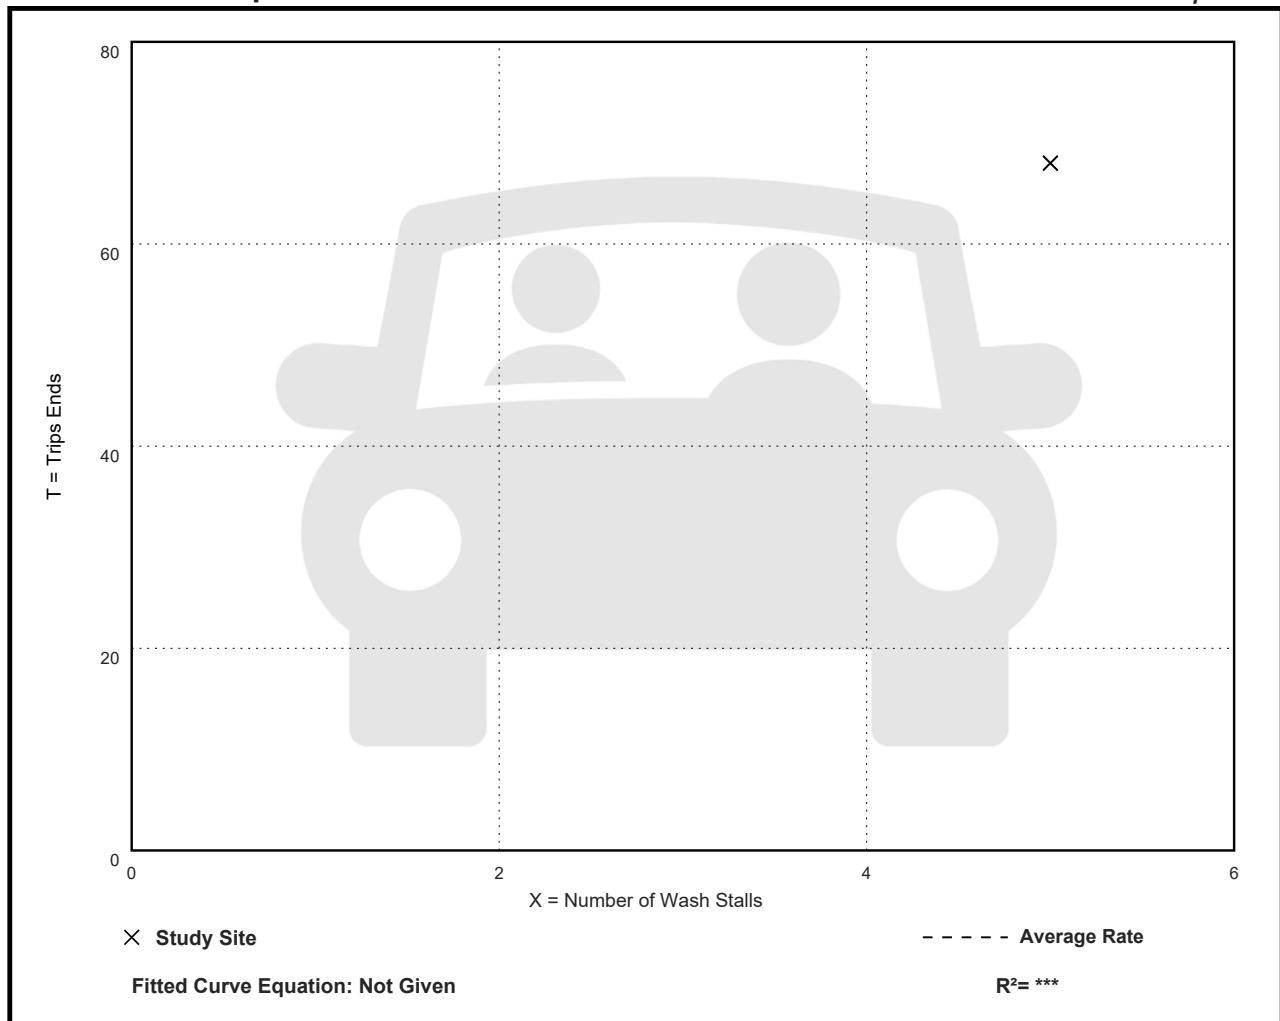 80
60
40
20
0
T = Trips Ends
0 2 4 6
X = Number of Wash Stalls
Study Site
Average Rate
Fitted Curve Equation: Not Given
R²= ***